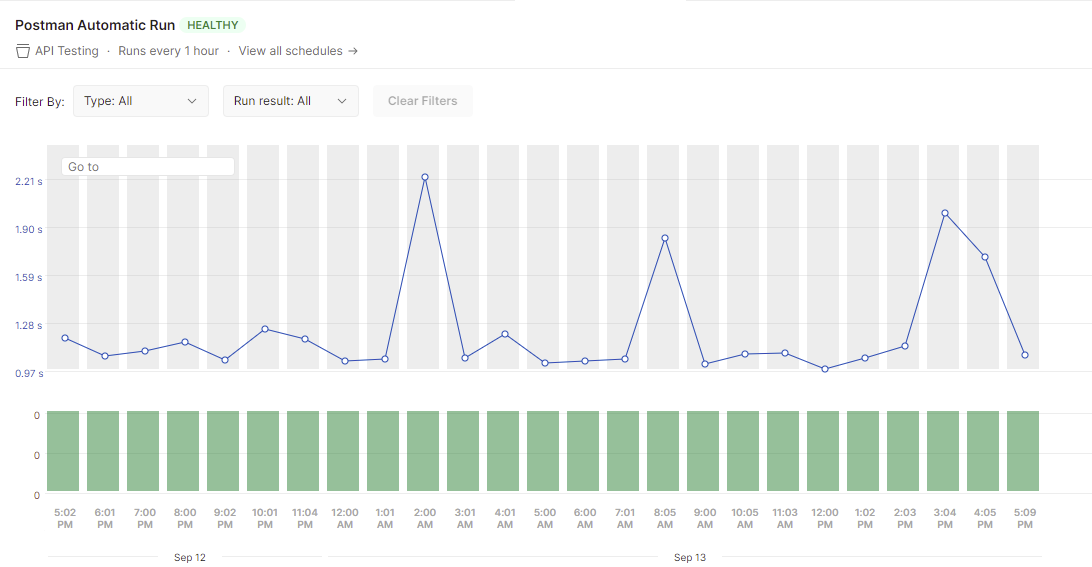 Postman Automatic Run HEALTHY
API Testing · Runs every 1 hour · View all schedules →
Filter By: Type: All Run result: All Clear Filters
Go to
2.21 s
1.90 s
1.59 s
1.28 s
0.97 s
0
0
0
5:02 PM 6:01 PM 7:00 PM 8:00 PM 9:02 PM 10:01 PM 11:04 PM 12:00 AM 1:01 AM 2:00 AM 3:01 AM 4:01 AM 5:00 AM 6:00 AM 7:01 AM 8:05 AM 9:00 AM 10:05 AM 11:03 AM 12:00 PM 1:02 PM 2:03 PM 3:04 PM 4:05 PM 5:09 PM
Sep 12 Sep 13